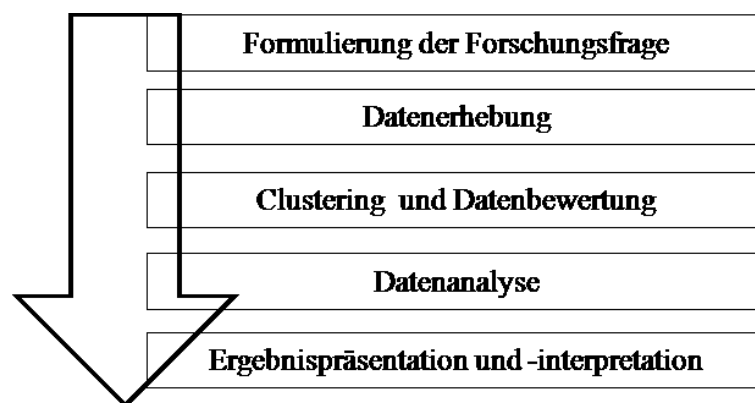 Formulierung der Forschungsfrage
Datenerhebung
Clustering und Datenbewertung
Datenanalyse
Ergebnispräsentation und -interpretation